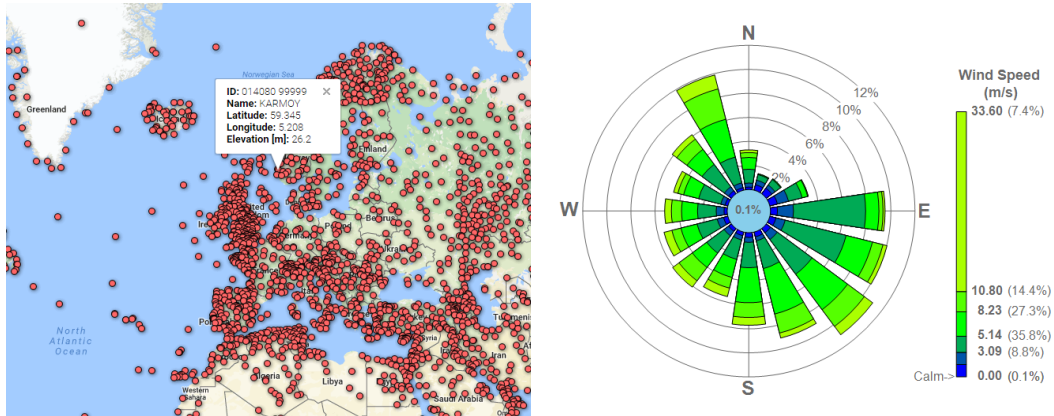 Norwegian Sea
ID: 014080 99999
Name: KARMOY
Latitude: 59.345
Longitude: 5.208
Elevation [m]: 26.2
×
Greenland
Finland
North
Atlantic
Ocean
Western
Sahara
Algeria
Libya
Syria
Iran
Saudi Arabia
N
W
E
S
12%
10%
8%
6%
4%
2%
0.1%
Wind Speed
(m/s)
33.60 (7.4%)
10.80 (14.4%)
8.23 (27.3%)
5.14 (35.8%)
3.09 (8.8%)
Calm-> 0.00 (0.1%)